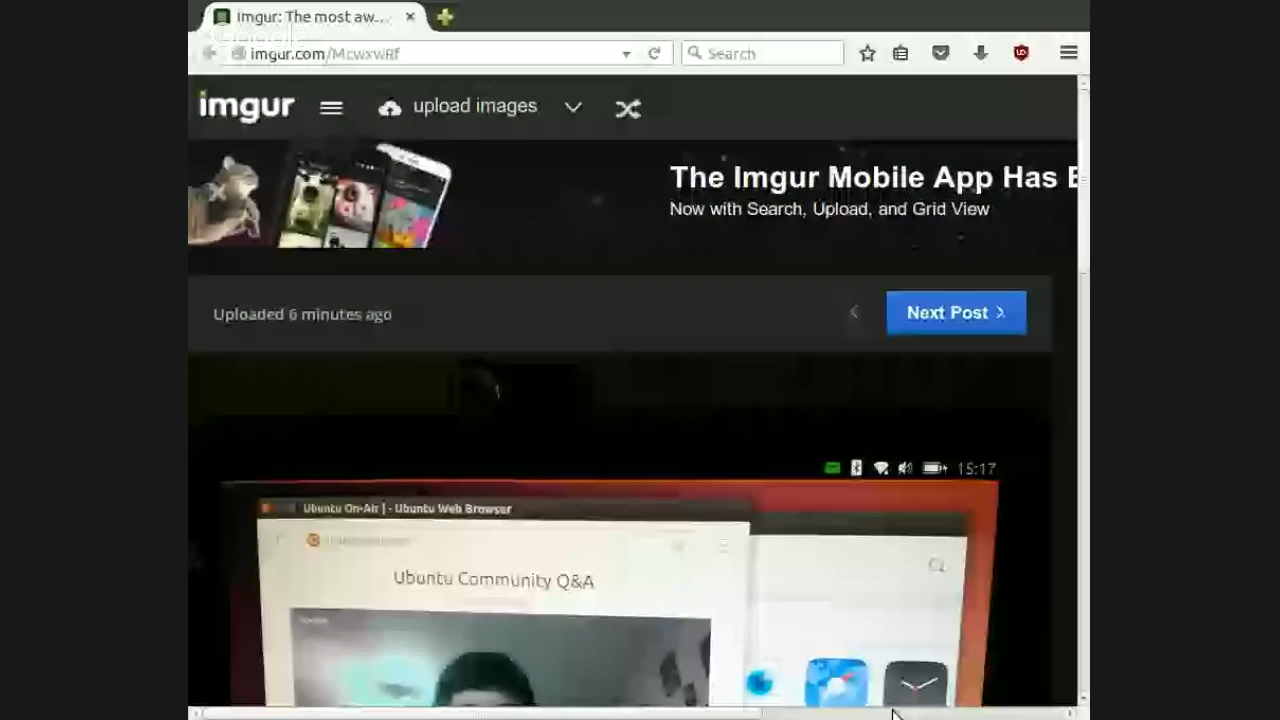 Imgur: The most aw...
Google
imgur.com/McwxwRf
Search
imgur
upload images
The Imgur Mobile App Has
Now with Search, Upload, and Grid View
Uploaded 6 minutes ago
Next Post
15:17
Ubuntu On-Air | - Ubuntu Web Browser
Ubuntu Community Q&A